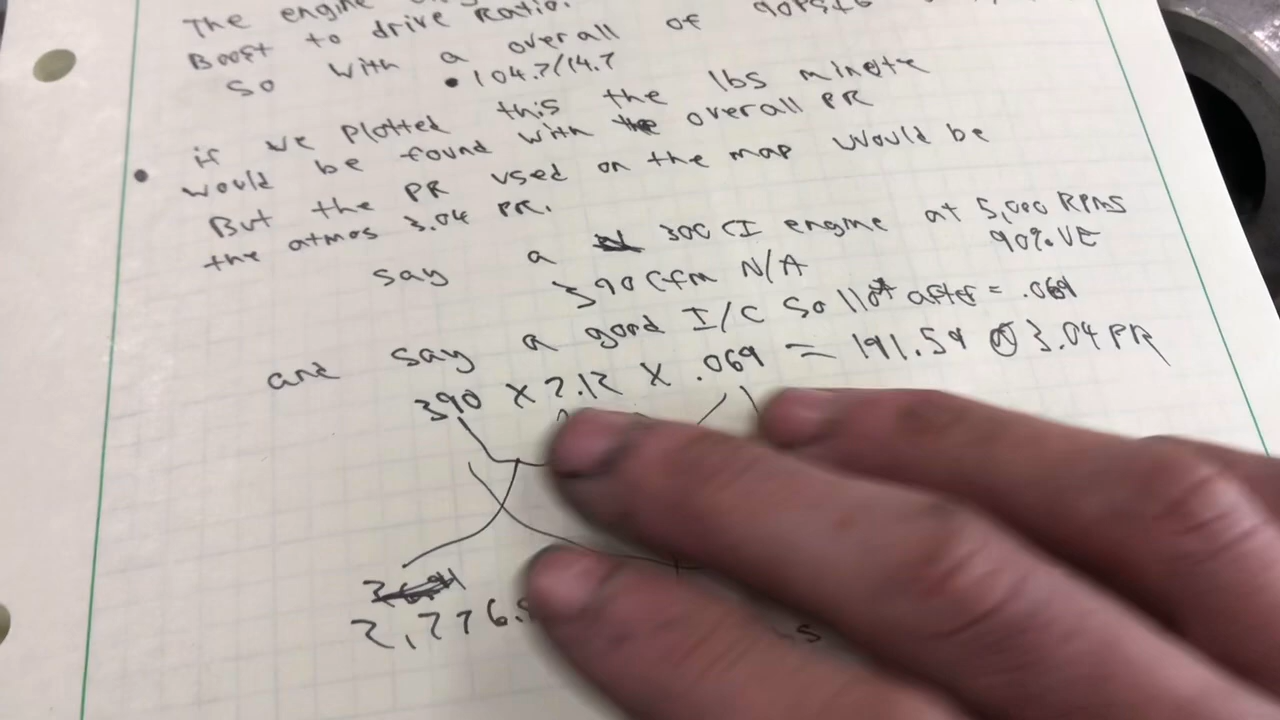 The engine
Boost to drive Ratio.
So with a overall of 90PSIG
• 104.7/14.7
if we plotted this the lbs minute
• would be found with overall PR
But the PR used on the map would be
the atmos 3.04 PR.
Say a 300 CI engine at 5,000 RPMS
390 Cfm N/A 90% VE
and say a good I/C So 110° after = .069
390 X 7.12 X .069 = 191.59 @ 3.04 PR
2,776.
s